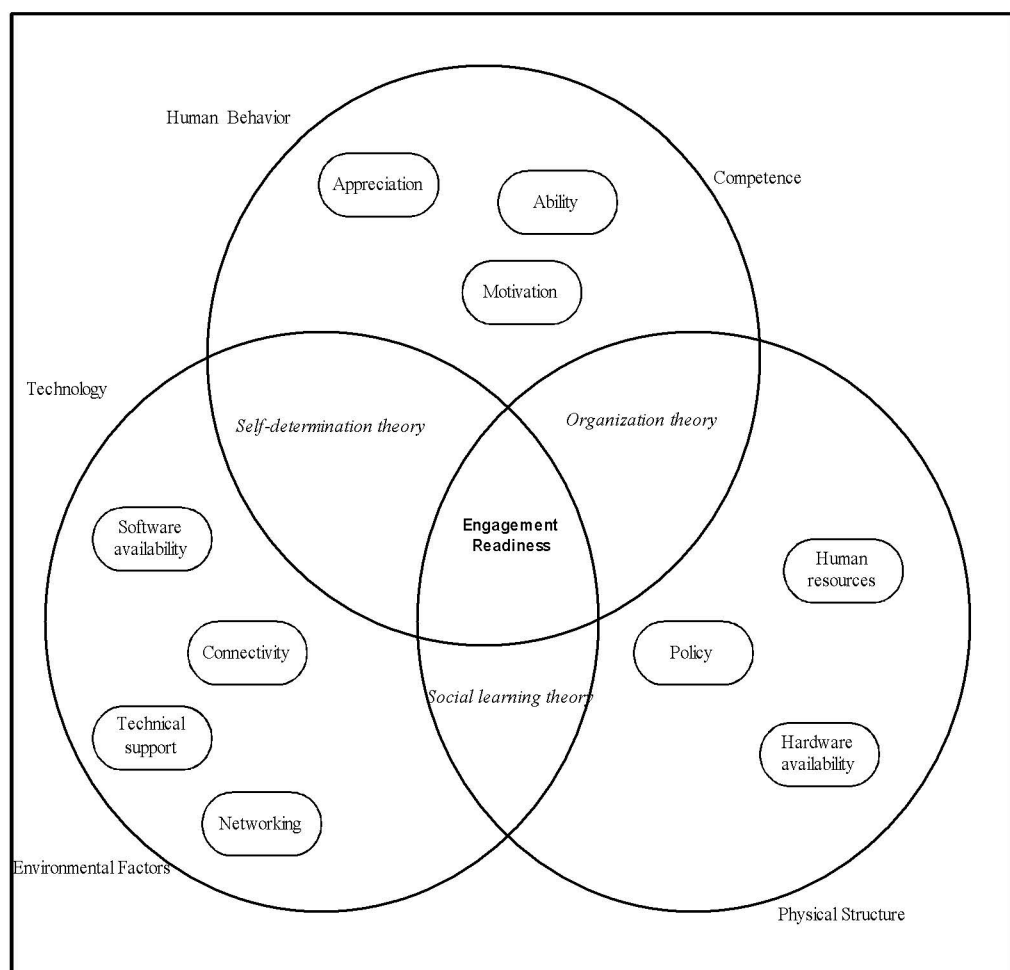 Human Behavior
Competence
Appreciation
Ability
Motivation
Technology
Self-determination theory
Organization theory
Engagement
Readiness
Software
availability
Human
resources
Connectivity
Policy
Social learning theory
Technical
support
Hardware
availability
Networking
Environmental Factors
Physical Structure